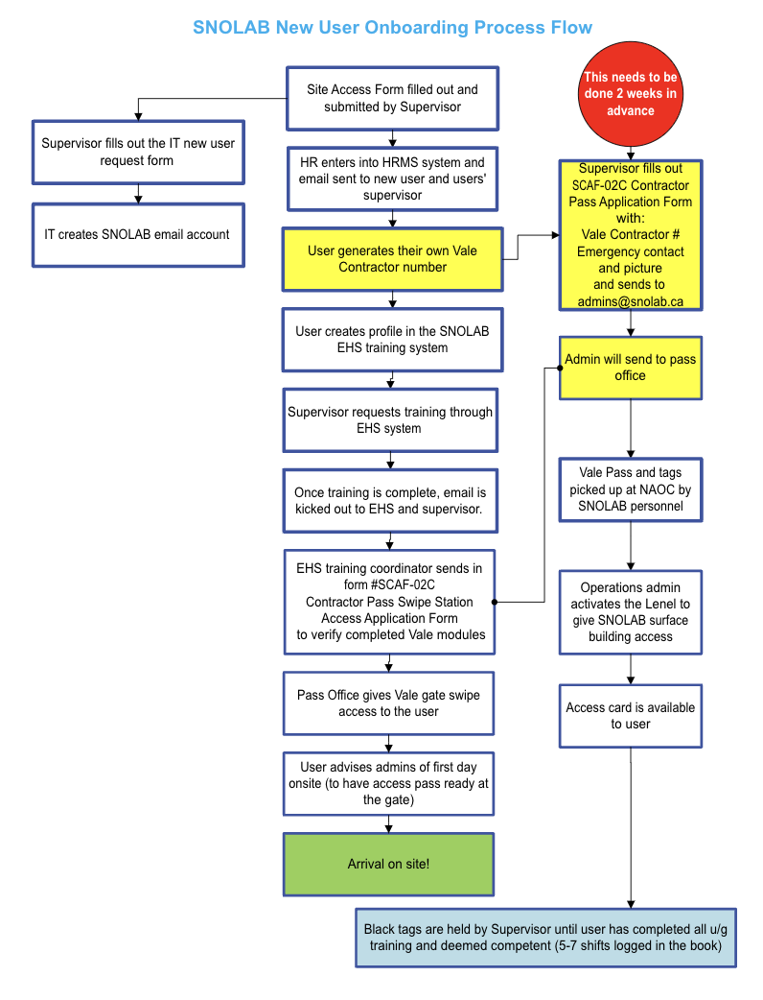 SNOLAB New User Onboarding Process Flow
Site Access Form filled out and
submitted by Supervisor
Supervisor fills out the IT new user
request form
IT creates SNOLAB email account
HR enters into HRMS system and
email sent to new user and users'
supervisor
User generates their own Vale
Contractor number
User creates profile in the SNOLAB
EHS training system
Supervisor requests training through
EHS system
Once training is complete, email is
kicked out to EHS and supervisor.
EHS training coordinator sends in
form #SCAF-02C
Contractor Pass Swipe Station
Access Application Form
to verify completed Vale modules
Pass Office gives Vale gate swipe
access to the user
User advises admins of first day
onsite (to have access pass ready at
the gate)
Arrival on site!
This needs to be
done 2 weeks in
advance
Supervisor fills out
SCAF-02C Contractor
Pass Application Form
with:
Vale Contractor #
Emergency contact
and picture
and sends to
admins@snolab.ca
Admin will send to pass
office
Vale Pass and tags
picked up at NAOC by
SNOLAB personnel
Operations admin
activates the Lenel to
give SNOLAB surface
building access
Access card is available
to user
Black tags are held by Supervisor until user has completed all u/g
training and deemed competent (5-7 shifts logged in the book)